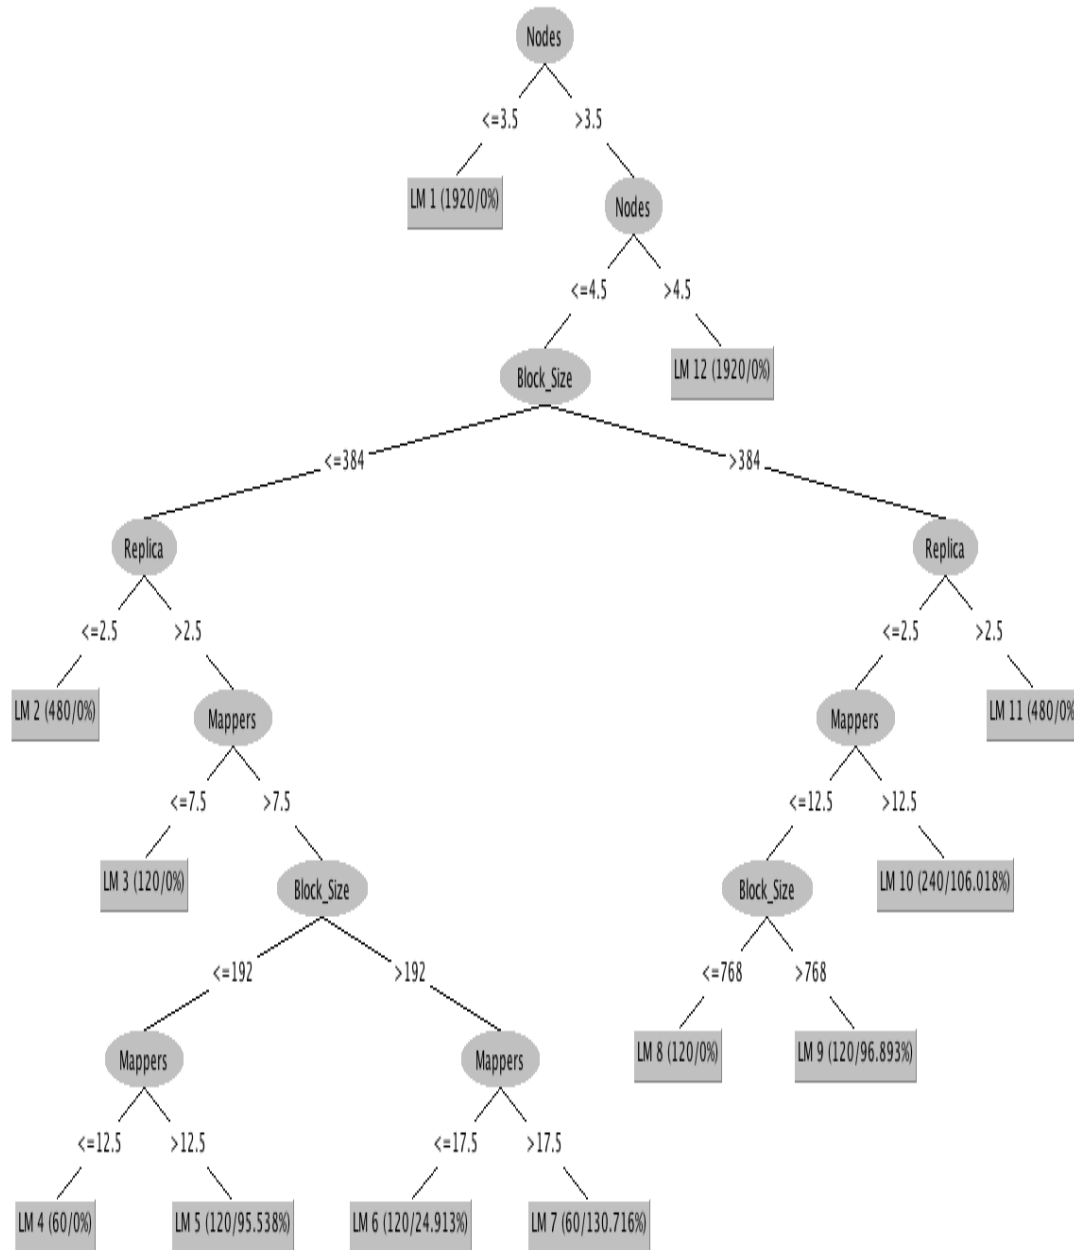 Nodes
<=3.5 >3.5
LM 1 (1920/0%) Nodes
<=4.5 >4.5
Block_Size LM 12 (1920/0%)
<=384 >384
Replica Replica
<=2.5 >2.5 <=2.5 >2.5
LM 2 (480/0%) Mappers Mappers LM 11 (480/0%
<=7.5 >7.5 <=12.5 >12.5
LM 3 (120/0%) Block_Size Block_Size LM 10 (240/106.018%)
<=192 >192 <=768 >768
Mappers Mappers LM 8 (120/0%) LM 9 (120/96.893%)
<=12.5 >12.5 <=17.5 >17.5
LM 4 (60/0%) LM 5 (120/95.538%) LM 6 (120/24.913%) LM 7 (60/130.716%)